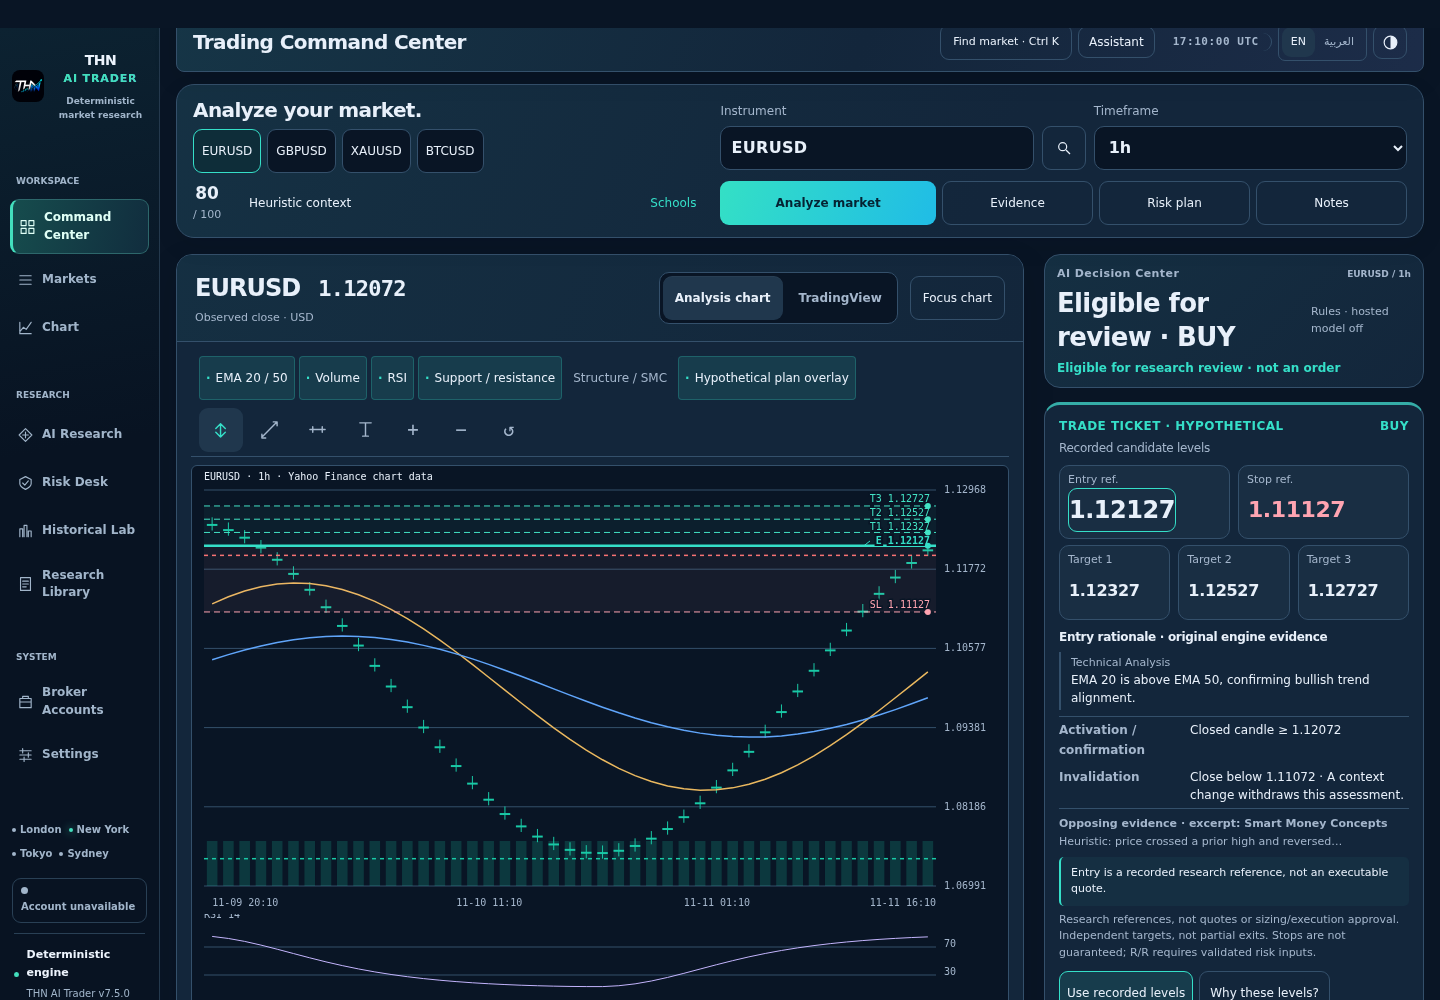 THN
AI TRADER
Deterministic
market research
WORKSPACE
Command
Center
Markets
Chart
RESEARCH
AI Research
Risk Desk
Historical Lab
Research
Library
SYSTEM
Broker
Accounts
Settings
London New York
Tokyo Sydney
Account unavailable
Deterministic
engine
THN AI Trader v7.5.0
Trading Command Center
Find market · Ctrl K
Assistant
17:10:00 UTC
EN
العربية
Analyze your market.
EURUSD
GBPUSD
XAUUSD
BTCUSD
80
/ 100
Heuristic context
Schools
Instrument
EURUSD
Timeframe
1h
Analyze market
Evidence
Risk plan
Notes
EURUSD 1.12072
Observed close · USD
Analysis chart
TradingView
Focus chart
· EMA 20 / 50
· Volume
· RSI
· Support / resistance
Structure / SMC
· Hypothetical plan overlay
+
−
↺
EURUSD · 1h · Yahoo Finance chart data
T3 1.12727
T2 1.12527
T1 1.12327
E 1.12127
SL 1.11127
1.12968
1.11772
1.10577
1.09381
1.08186
1.06991
11-09 20:10
11-10 11:10
11-11 01:10
11-11 16:10
RSI 14
70
30
AI Decision Center
EURUSD / 1h
Eligible for
review · BUY
Rules · hosted
model off
Eligible for research review · not an order
TRADE TICKET · HYPOTHETICAL
BUY
Recorded candidate levels
Entry ref.
1.12127
Stop ref.
1.11127
Target 1
1.12327
Target 2
1.12527
Target 3
1.12727
Entry rationale · original engine evidence
Technical Analysis
EMA 20 is above EMA 50, confirming bullish trend
alignment.
Activation /
confirmation
Closed candle ≥ 1.12072
Invalidation
Close below 1.11072 · A context
change withdraws this assessment.
Opposing evidence · excerpt: Smart Money Concepts
Heuristic: price crossed a prior high and reversed…
Entry is a recorded research reference, not an executable
quote.
Research references, not quotes or sizing/execution approval.
Independent targets, not partial exits. Stops are not
guaranteed; R/R requires validated risk inputs.
Use recorded levels
Why these levels?